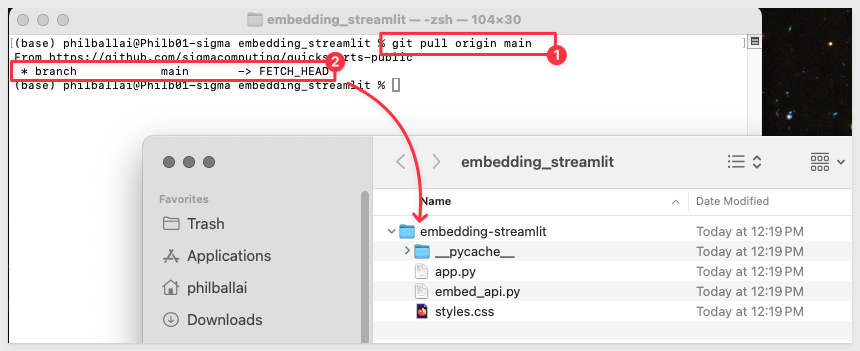 embedding_streamlit — -zsh — 104×30
[(base) philballai@Philb01-sigma embedding_streamlit % git pull origin main ]
1
From https://github.com/sigmacomputing/quickstarts-public
2
* branch main -> FETCH_HEAD
(base) philballai@Philb01-sigma embedding_streamlit %
embedding_streamlit
Favorites
Trash
Applications
philballai
Downloads
Name Date Modified
embedding-streamlit Today at 12:19 PM
__pycache__ Today at 12:19 PM
app.py Today at 12:19 PM
embed_api.py Today at 12:19 PM
styles.css Today at 12:19 PM